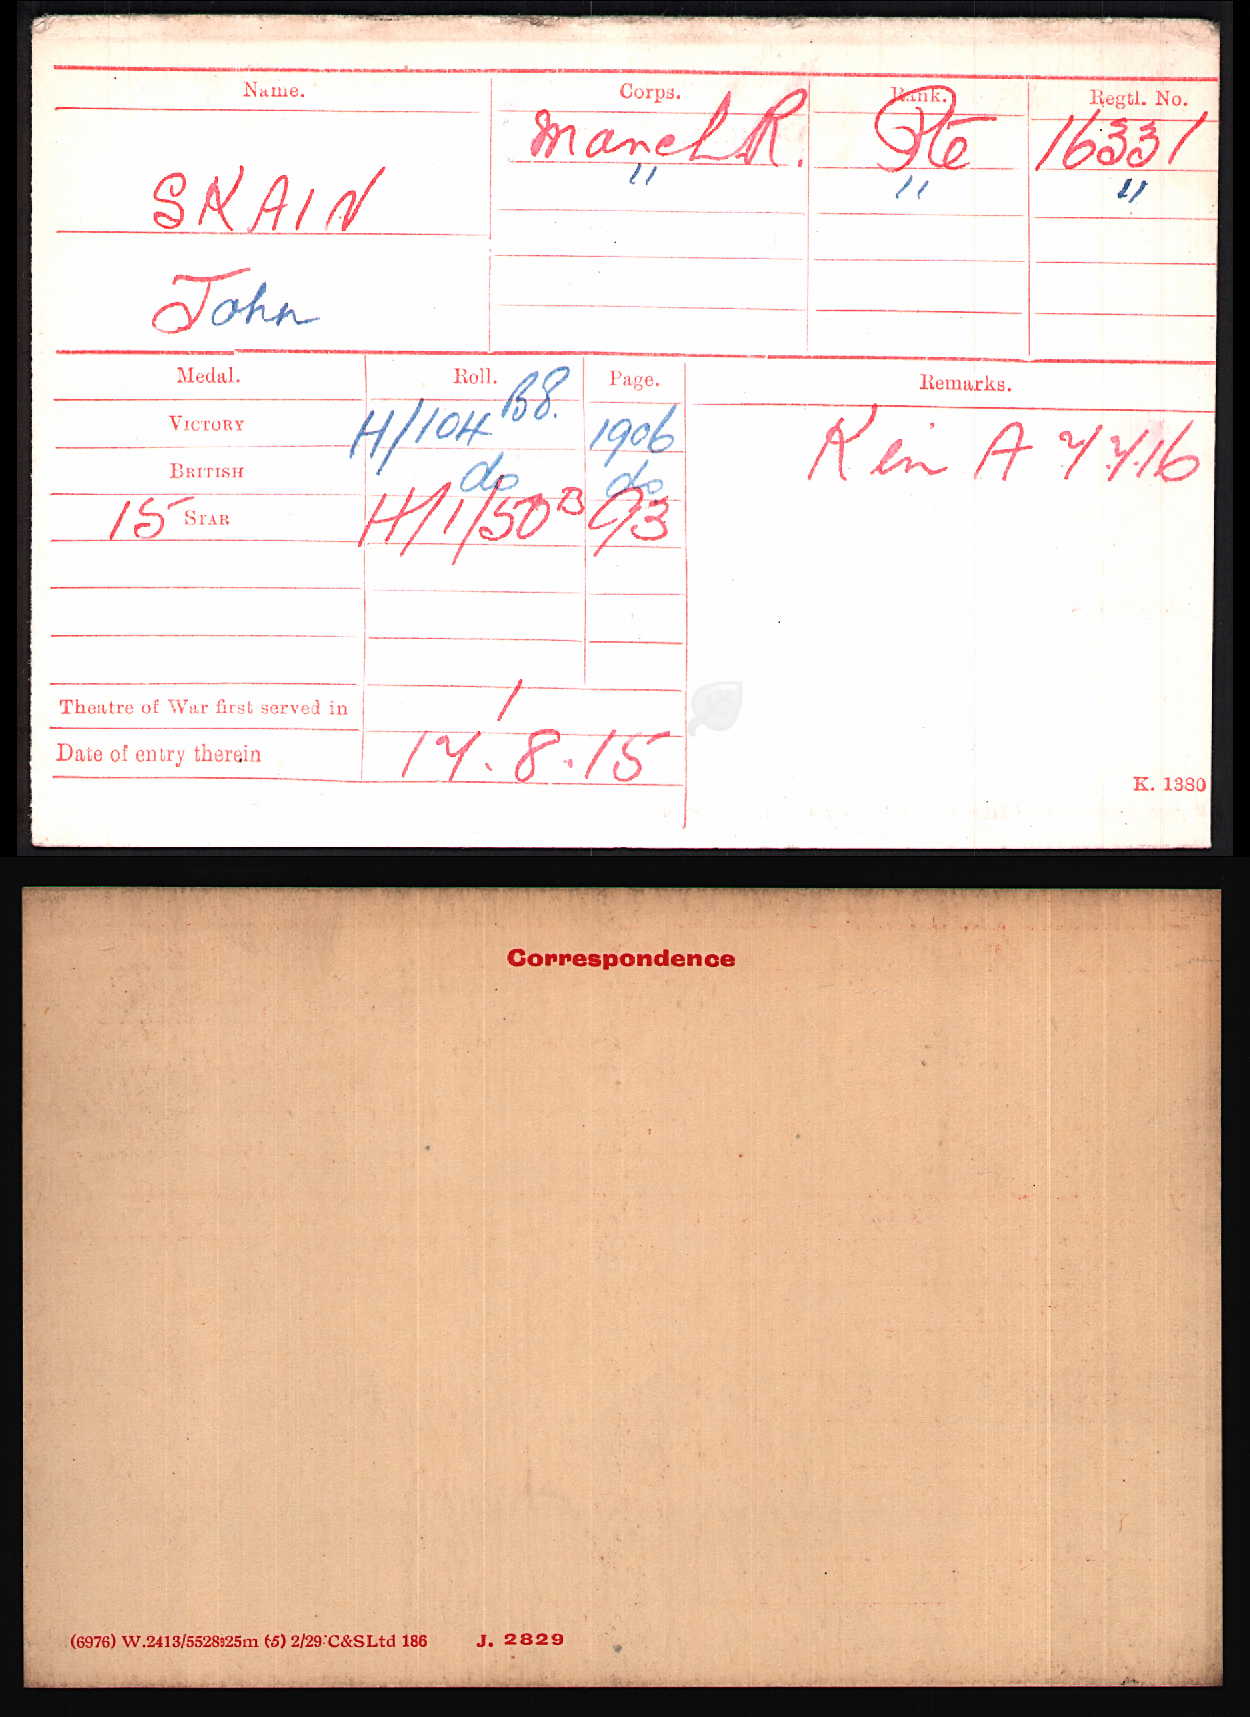 Name. Corps. Rank. Regtl. No.
SKAIN Manch R. Pte 16331
" " "
John
Medal. Roll. Page. Remarks.
VICTORY H/104 B8. 1906 K in A 7.7.16
BRITISH do do
15 STAR H/1/50B 93
Theatre of War first served in 1
Date of entry therein 17.8.15
K. 1380
Correspondence
(6976) W.2413/5528 25m (5) 2/29 C&S Ltd 186 J. 2829